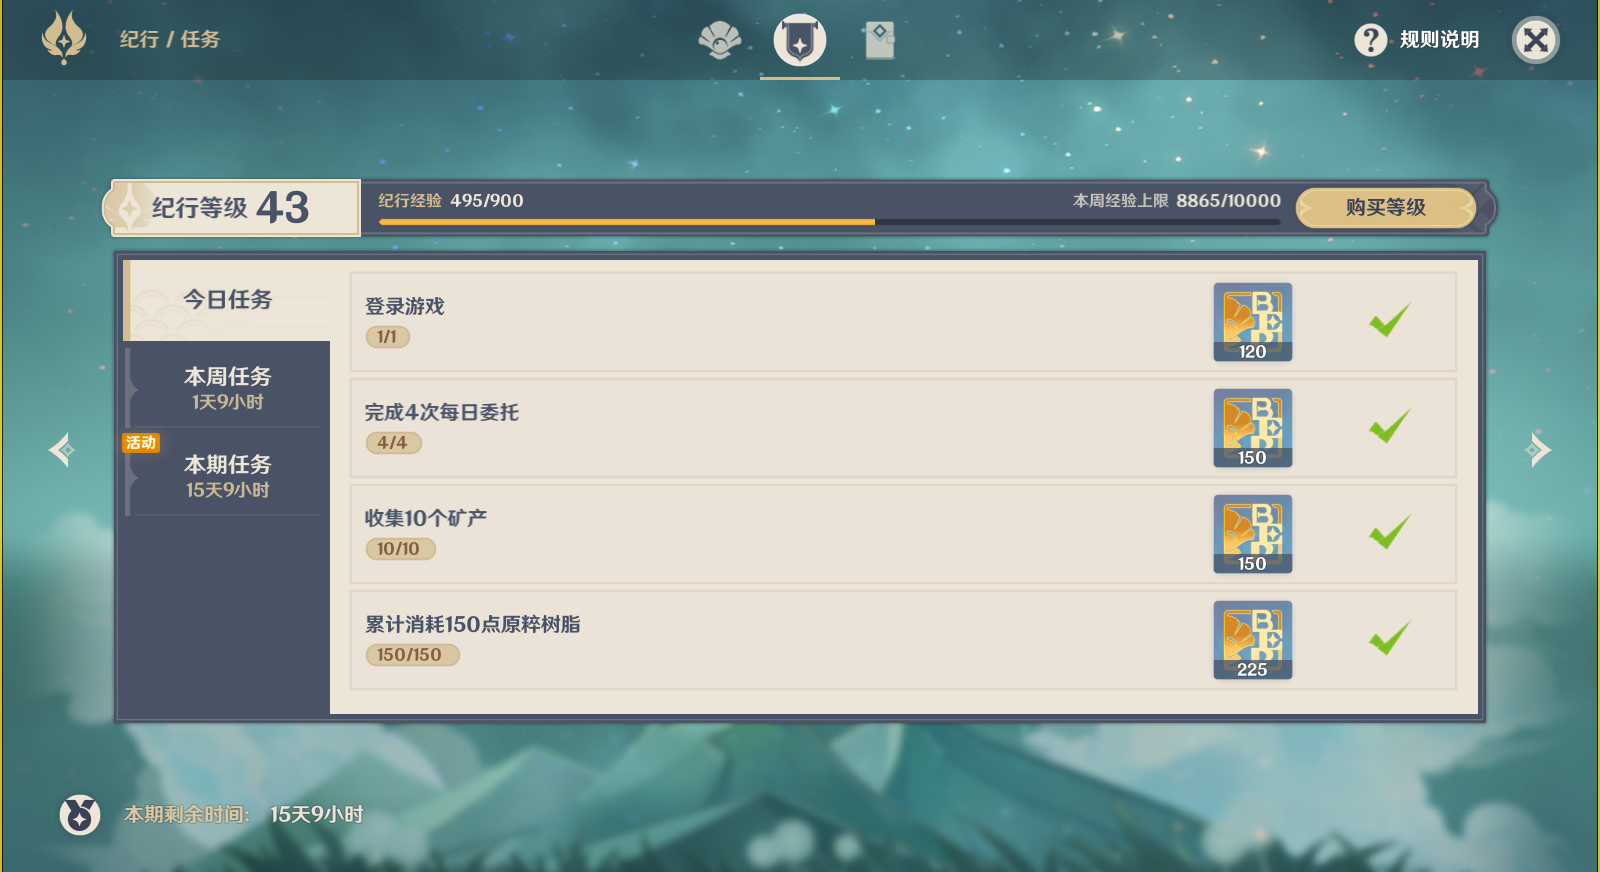 纪行 / 任务
规则说明
纪行等级 43
纪行经验 495/900
本周经验上限 8865/10000
购买等级
今日任务
本周任务
1天9小时
活动
本期任务
15天9小时
登录游戏
1/1
120
完成4次每日委托
4/4
150
收集10个矿产
10/10
150
累计消耗150点原粹树脂
150/150
225
本期剩余时间: 15天9小时